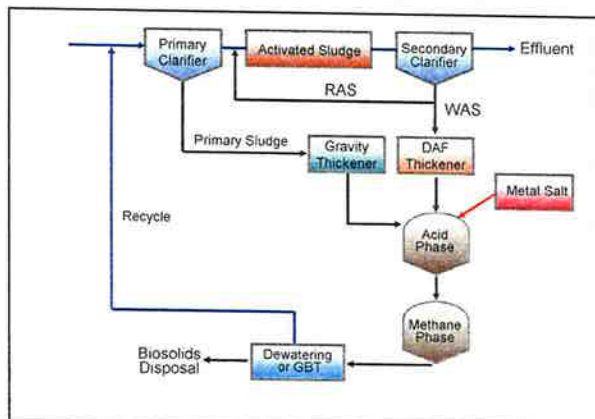 Primary
Clarifier
Activated Sludge
Secondary
Clarifier
Effluent
RAS
WAS
Primary Sludge
Gravity
Thickener
DAF
Thickener
Metal Salt
Recycle
Acid
Phase
Methane
Phase
Biosolids
Disposal
Dewatering
or GBT